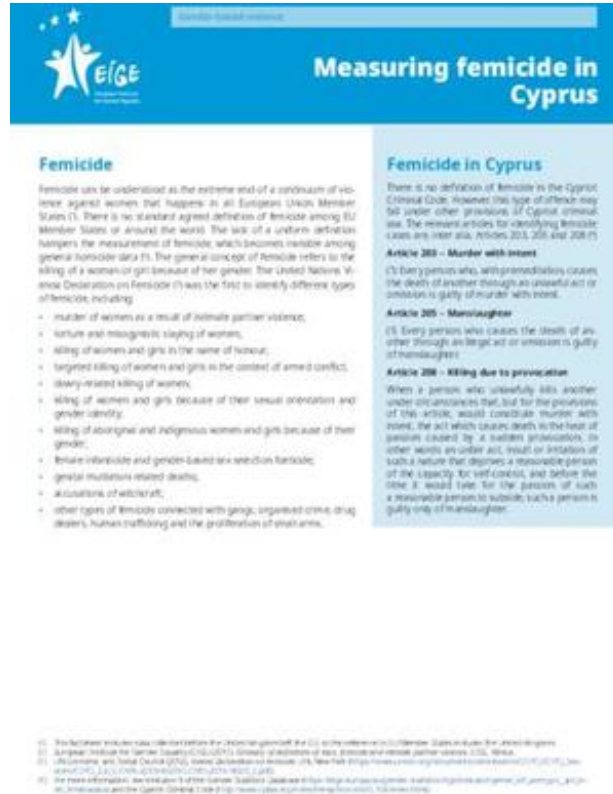 Gender-based violence
EIGE
Measuring femicide in
Cyprus
Femicide
Femicide can be understood as the extreme end of a continuum of vio-
lence against women that happens in all European Union Member
States (¹). There is no standard agreed definition of femicide among EU
Member States or around the world. The lack of a uniform definition
hampers the measurement of femicide, which becomes invisible among
general homicide data (²). The general concept of femicide refers to the
killing of a woman or girl because of her gender. The United Nations Vi-
enna Declaration on Femicide (³) was the first to identify different types
of femicide, including:
• murder of women as a result of intimate partner violence;
• torture and misogynistic slaying of women;
• killing of women and girls in the name of honour;
• targeted killing of women and girls in the context of armed conflict;
• dowry-related killing of women;
• killing of women and girls because of their sexual orientation and
gender identity;
• killing of aboriginal and indigenous women and girls because of their
gender;
• female infanticide and gender-based sex selection foeticide;
• genital mutilation related deaths;
• accusations of witchcraft;
• other types of femicide connected with gangs, organised crime, drug
dealers, human trafficking and the proliferation of small arms.
Femicide in Cyprus
There is no definition of femicide in the Cypriot
Criminal Code. However, this type of offence may
fall under other provisions of Cypriot criminal
law. The relevant articles for identifying femicide
cases are inter alia, Articles 203, 205 and 208 (⁴)
Article 203 – Murder with intent
(1) Every person who, with premeditation, causes
the death of another through an unlawful act or
omission is guilty of murder with intent.
Article 205 – Manslaughter
(1) Every person who causes the death of an-
other through an illegal act or omission is guilty
of manslaughter.
Article 208 – Killing due to provocation
When a person who unlawfully kills another
under circumstances that, but for the provisions
of this article, would constitute murder with
intent, the act which causes death in the heat of
passion caused by a sudden provocation, in
other words an unfair act, insult or irritation of
such a nature that deprives a reasonable person
of the capacity for self-control, and before the
time it would take for the passion of such
a reasonable person to subside, such a person is
guilty only of manslaughter.